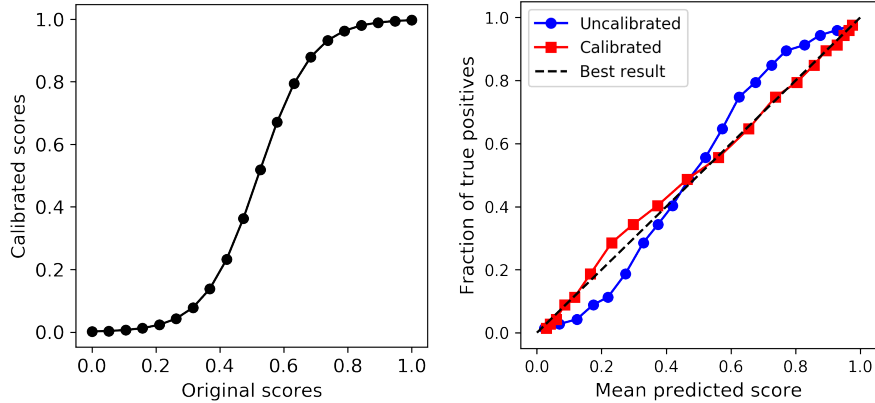 1.0
0.8
0.6
0.4
0.2
0.0
0.0 0.2 0.4 0.6 0.8 1.0
Original scores
Calibrated scores
Uncalibrated
Calibrated
Best result
1.0
0.8
0.6
0.4
0.2
0.0
0.0 0.2 0.4 0.6 0.8 1.0
Mean predicted score
Fraction of true positives